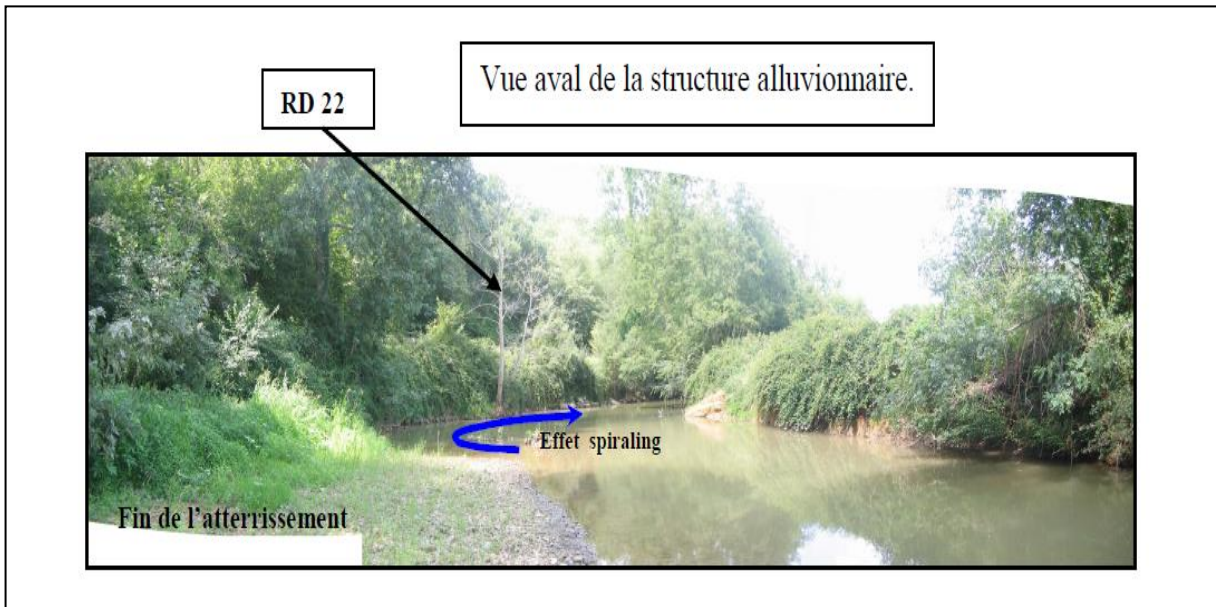 Vue aval de la structure alluvionnaire.
RD 22
Effet spiraling
Fin de l'atterrissement